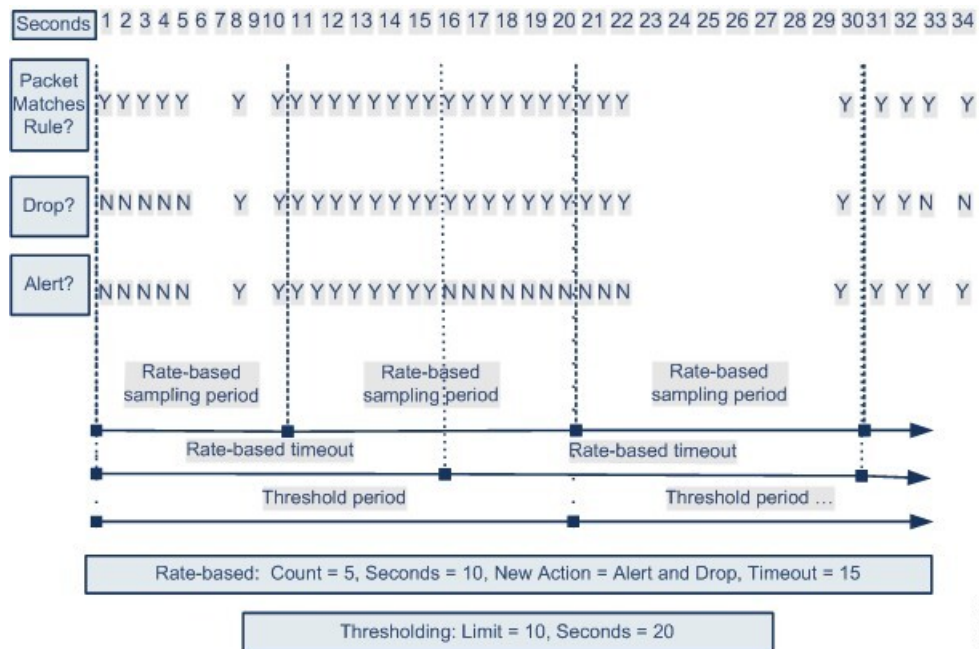 Seconds 1 2 3 4 5 6 7 8 9 10 11 12 13 14 15 16 17 18 19 20 21 22 23 24 25 26 27 28 29 30 31 32 33 34
Packet Matches Rule? Y Y Y Y Y Y Y Y Y Y Y Y Y Y Y Y Y Y Y Y Y Y Y Y Y Y Y Y Y Y
Drop? N N N N N Y Y Y Y Y Y Y Y Y Y Y Y Y Y Y Y Y Y Y Y Y Y Y N N
Alert? N N N N N Y Y Y Y Y Y Y Y Y Y N N N N N N N N N Y Y Y Y Y Y
Rate-based sampling period
Rate-based sampling period
Rate-based sampling period
Rate-based timeout
Rate-based timeout
Threshold period
Threshold period ...
Rate-based: Count = 5, Seconds = 10, New Action = Alert and Drop, Timeout = 15
Thresholding: Limit = 10, Seconds = 20